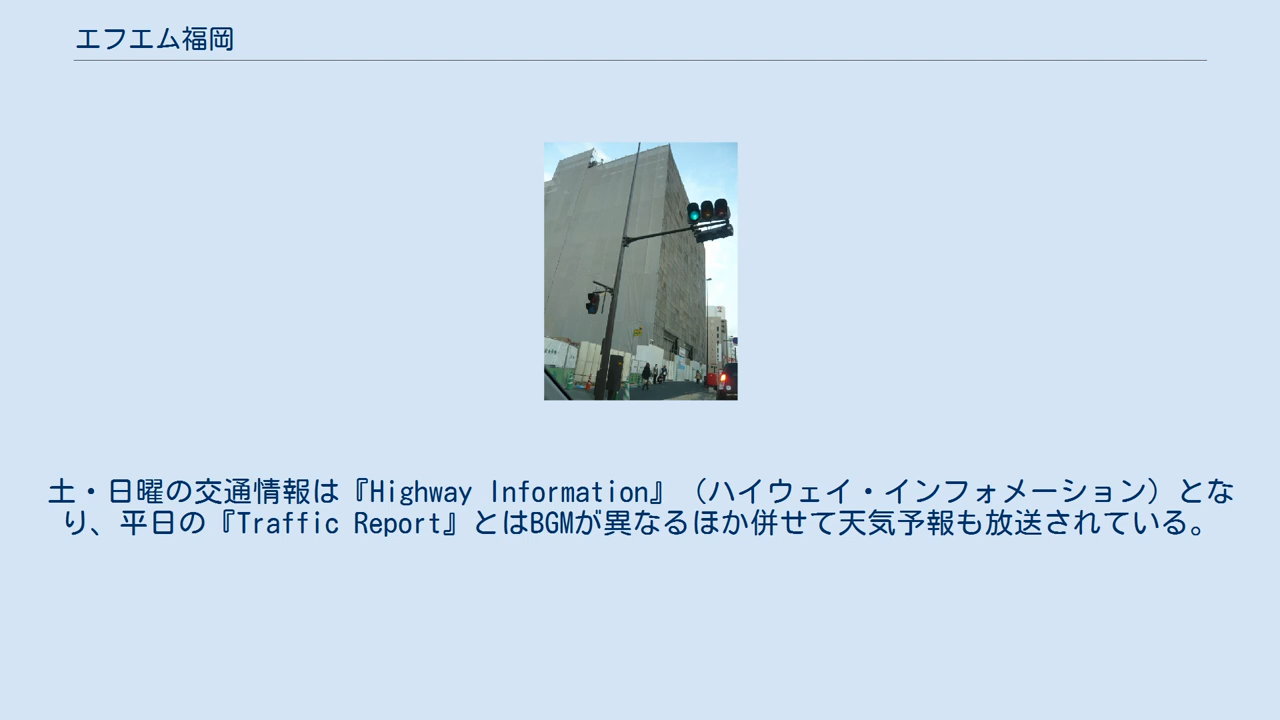 エフエム福岡
土・日曜の交通情報は『Highway Information』（ハイウェイ・インフォメーション）とな
り、平日の『Traffic Report』とはBGMが異なるほか併せて天気予報も放送されている。